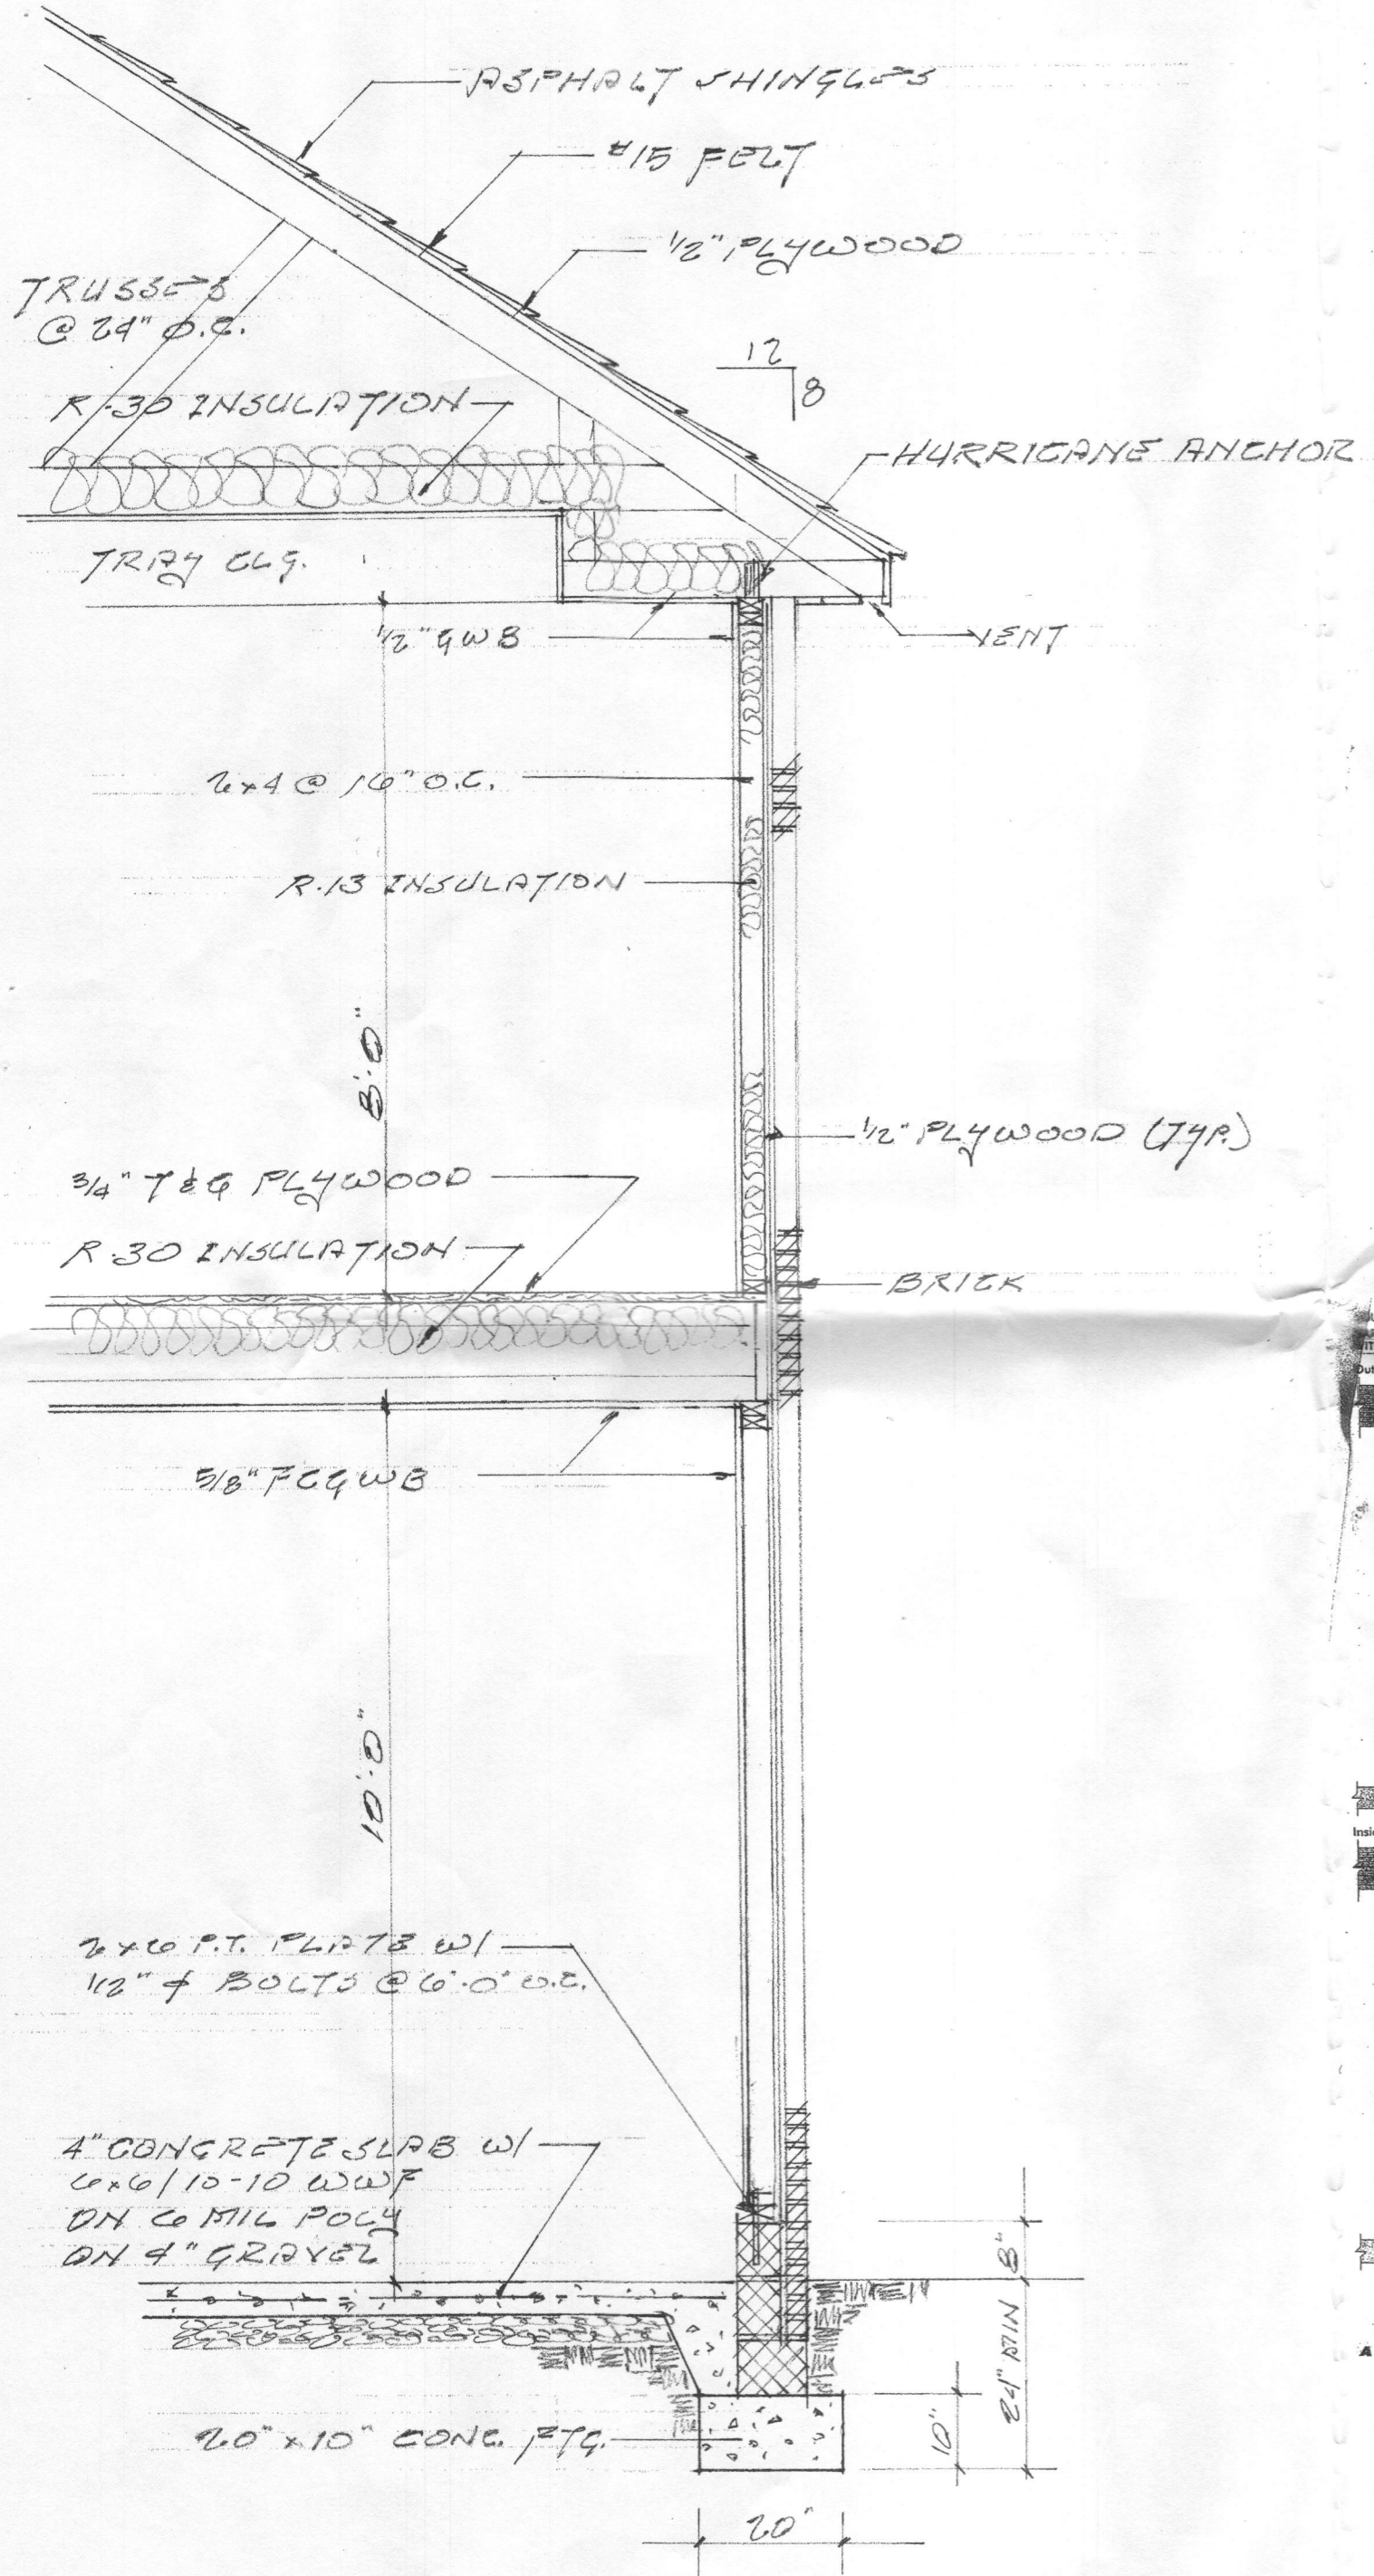 ASPHALT SHINGLES
#15 FELT
1/2" PLYWOOD
TRUSSES
@ 24" O.C.
12
8
R-30 INSULATION
HURRICANE ANCHOR
TRAY CLG.
1/2" GWB
VENT
2x4 @ 16" O.C.
R-13 INSULATION
8'-0"
1/2" PLYWOOD (TYP.)
3/4" T&G PLYWOOD
R-30 INSULATION
BRICK
5/8" FCGWB
10'-0"
2x6 P.T. PLATE W/
1/2" ϕ BOLTS @ 6'-0" O.C.
4" CONCRETE SLAB W/
6x6/10-10 WWF
ON 6 MIL POLY
ON 4" GRAVEL
8"
24" MIN
10"
20" x 10" CONC. FTG.
20"